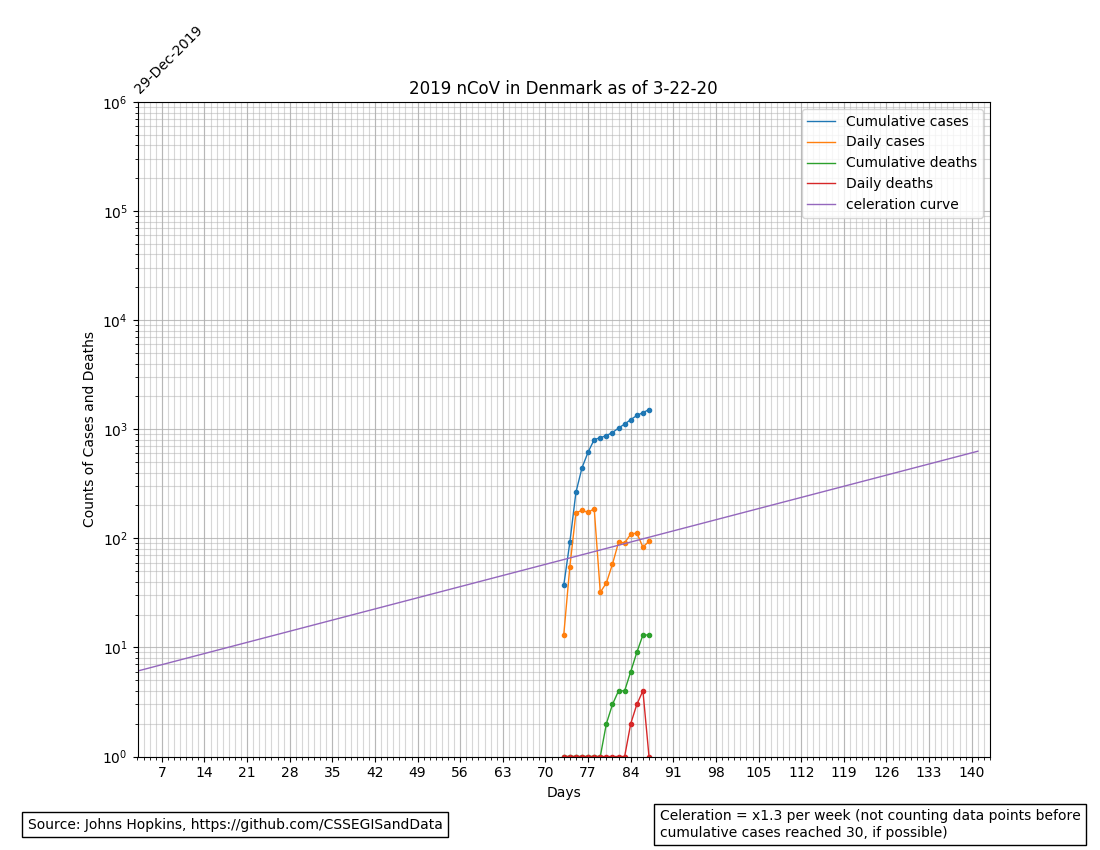 29-Dec-2019
2019 nCoV in Denmark as of 3-22-20
10^6
10^5
10^4
10^3
10^2
10^1
10^0
Counts of Cases and Deaths
Cumulative cases
Daily cases
Cumulative deaths
Daily deaths
celeration curve
7 14 21 28 35 42 49 56 63 70 77 84 91 98 105 112 119 126 133 140
Days
Source: Johns Hopkins, https://github.com/CSSEGISandData
Celeration = x1.3 per week (not counting data points before
cumulative cases reached 30, if possible)